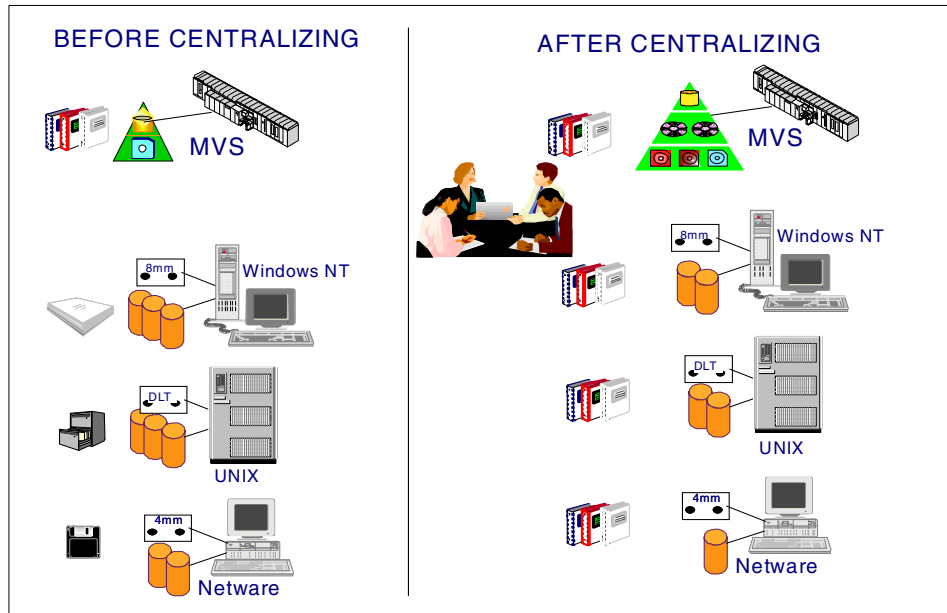 BEFORE CENTRALIZING
MVS
8mm
Windows NT
DLT
UNIX
4mm
Netware
AFTER CENTRALIZING
MVS
8mm
Windows NT
DLT
UNIX
4mm
Netware